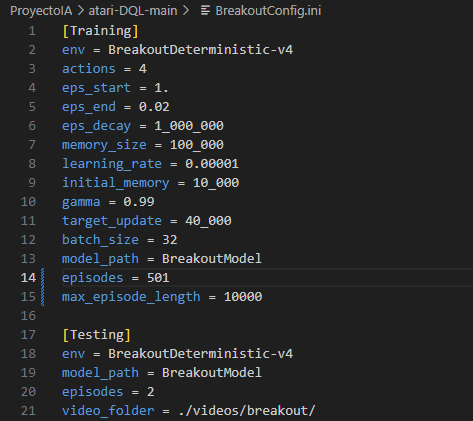 ProyectoIA > atari-DQL-main > BreakoutConfig.ini
1 [Training]
2 env = BreakoutDeterministic-v4
3 actions = 4
4 eps_start = 1.
5 eps_end = 0.02
6 eps_decay = 1_000_000
7 memory_size = 100_000
8 learning_rate = 0.00001
9 initial_memory = 10_000
10 gamma = 0.99
11 target_update = 40_000
12 batch_size = 32
13 model_path = BreakoutModel
14 episodes = 501
15 max_episode_length = 10000
16
17 [Testing]
18 env = BreakoutDeterministic-v4
19 model_path = BreakoutModel
20 episodes = 2
21 video_folder = ./videos/breakout/